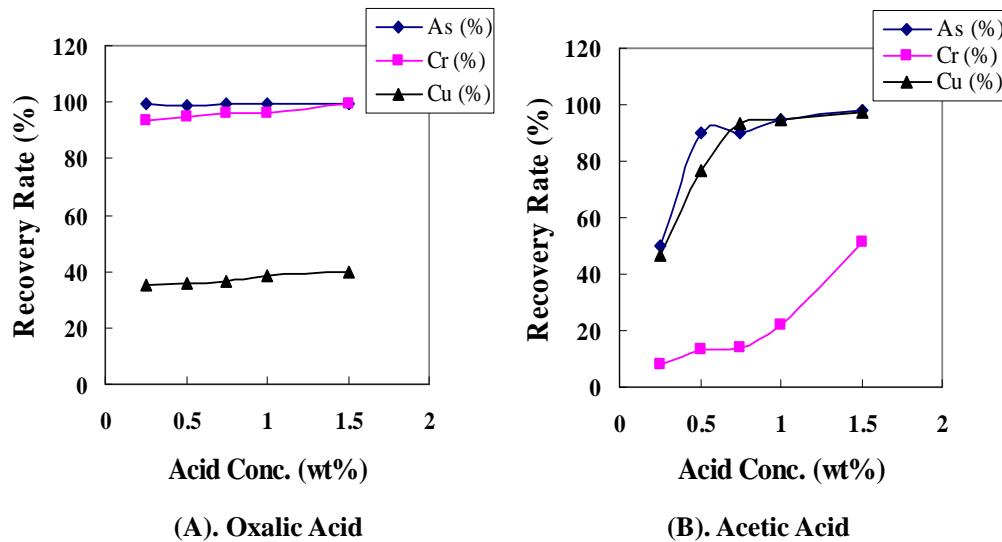 As (%)
Cr (%)
Cu (%)
120
100
80
60
40
20
0
0
0.5
1
1.5
2
Recovery Rate (%)
Acid Conc. (wt%)
(A). Oxalic Acid
As (%)
Cr (%)
Cu (%)
120
100
80
60
40
20
0
0
0.5
1
1.5
2
Recovery Rate (%)
Acid Conc. (wt%)
(B). Acetic Acid